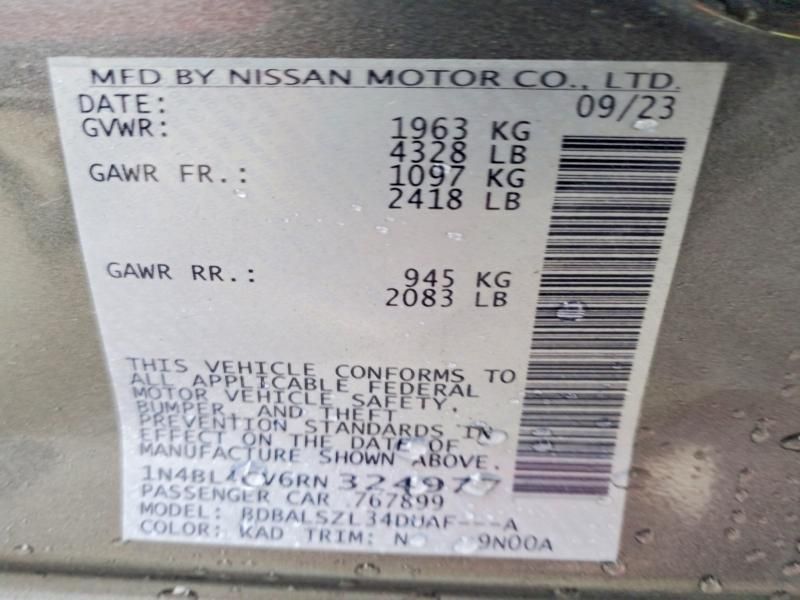 MFD BY NISSAN MOTOR CO., LTD.
DATE: 09/23
GVWR: 1963 KG
4328 LB
GAWR FR.: 1097 KG
2418 LB
GAWR RR.: 945 KG
2083 LB
THIS VEHICLE CONFORMS TO
ALL APPLICABLE FEDERAL
MOTOR VEHICLE SAFETY,
BUMPER, AND THEFT
PREVENTION STANDARDS IN
EFFECT ON THE DATE OF
MANUFACTURE SHOWN ABOVE.
324977
PASSENGER CAR 767899
MODEL: BDBALSZL34DUAF---A
COLOR: KAD TRIM: